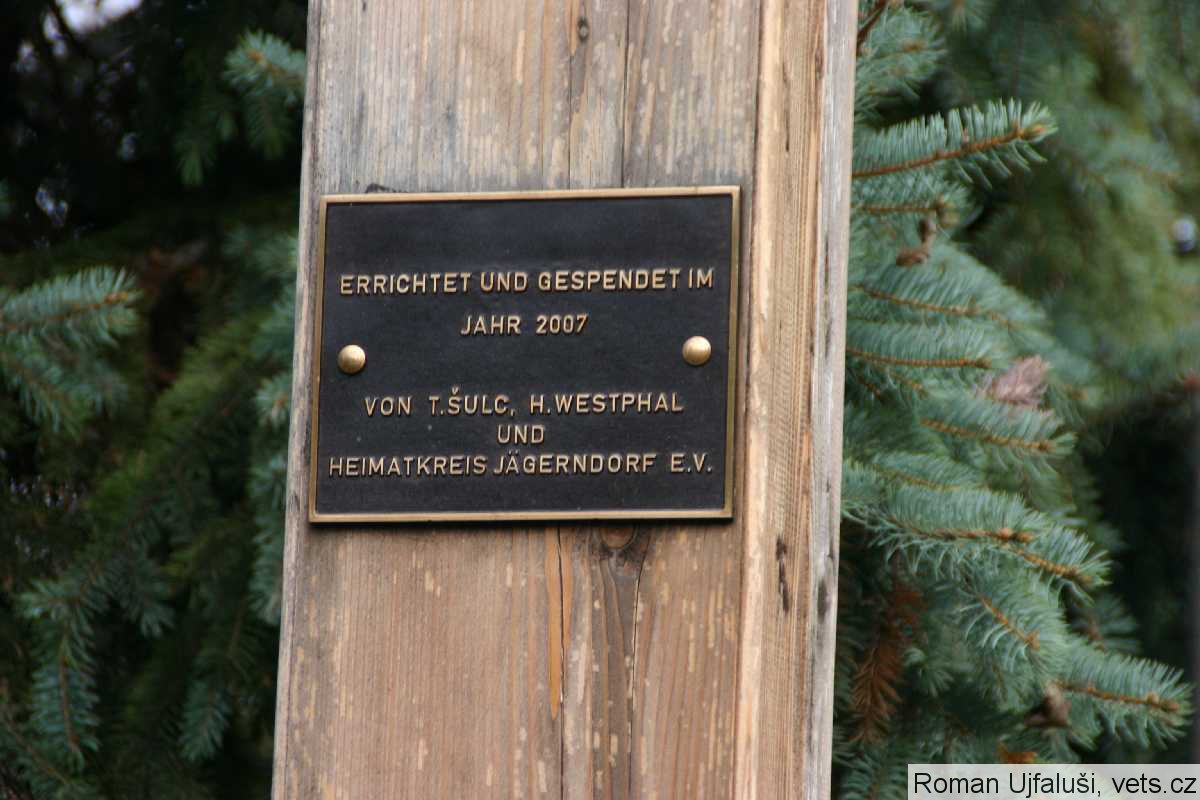 ERRICHTET UND GESPENDET IM
JAHR 2007
VON T.ŠULC, H.WESTPHAL
UND
HEIMATKREIS JÄGERNDORF E.V.
Roman Ujfaluši, vets.cz